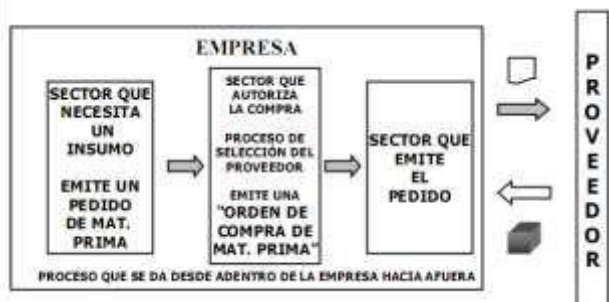 EMPRESA
SECTOR QUE
NECESITA
UN
INSUMO
EMITE UN
PEDIDO
DE MAT.
PRIMA
SECTOR QUE
AUTORIZA
LA COMPRA
PROCESO DE
SELECCIÓN DEL
PROVEEDOR
EMITE UNA
"ORDEN DE
COMPRA DE
MAT. PRIMA"
SECTOR QUE
EMITE
EL
PEDIDO
PROCESO QUE SE DA DESDE ADENTRO DE LA EMPRESA HACIA AFUERA
PROVEEDOR